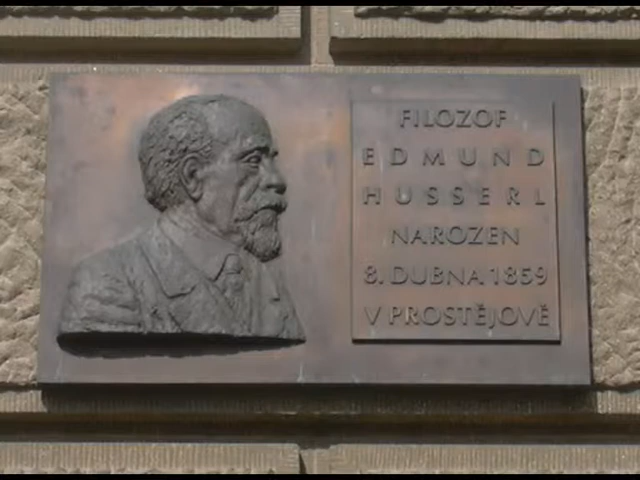 FILOZOF
EDMUND
HUSSERL
NAROZEN
8. DUBNA 1859
V PROSTĚJOVĚ